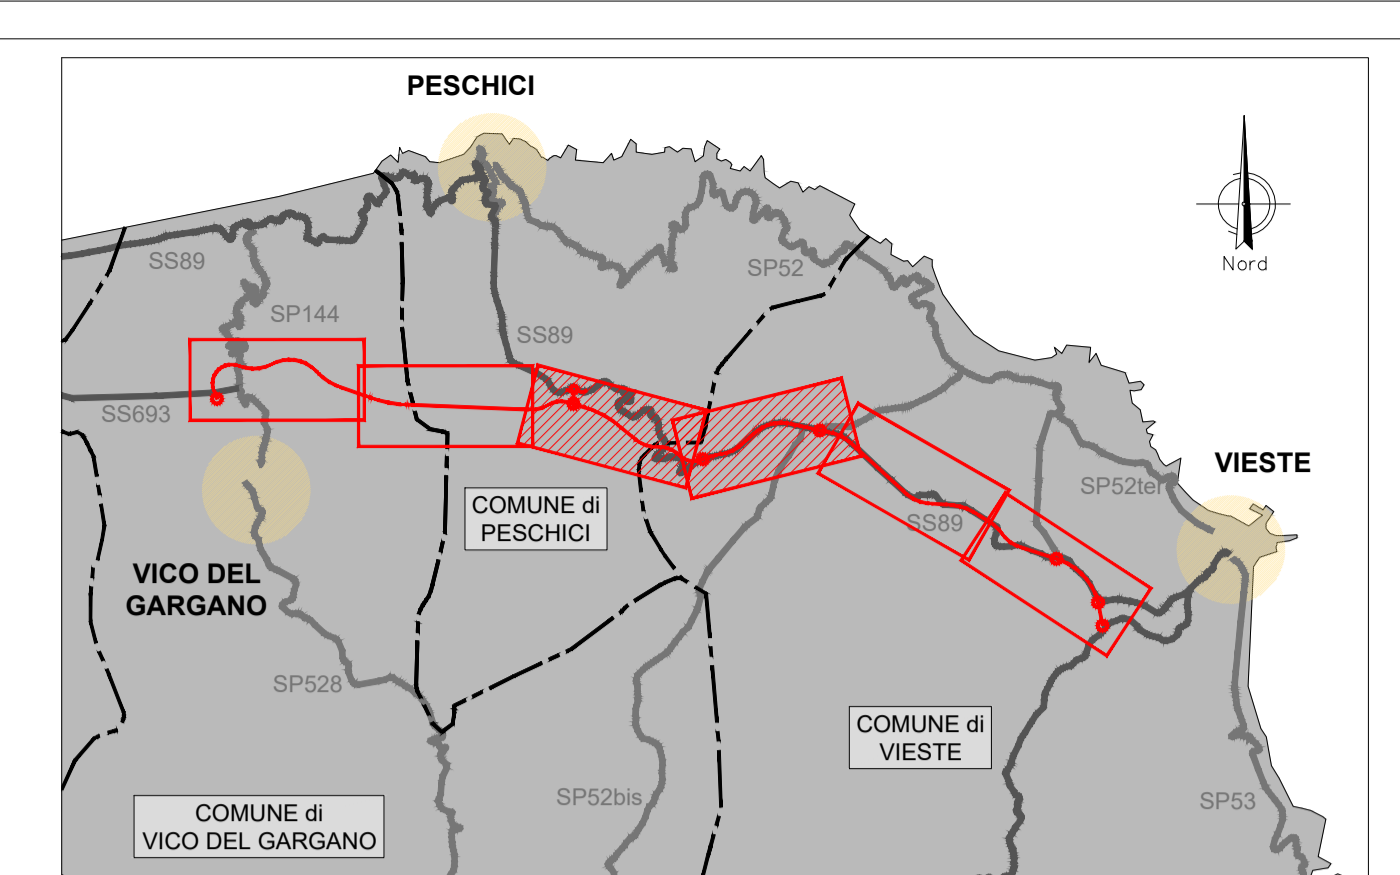 PESCHICI
Nord
SS89
SP52
SP144
SS89
SS693
VIESTE
SP52ter
COMUNE di
PESCHICI
SS89
VICO DEL
GARGANO
SP528
COMUNE di
VIESTE
SP52bis
SP53
COMUNE di
VICO DEL GARGANO